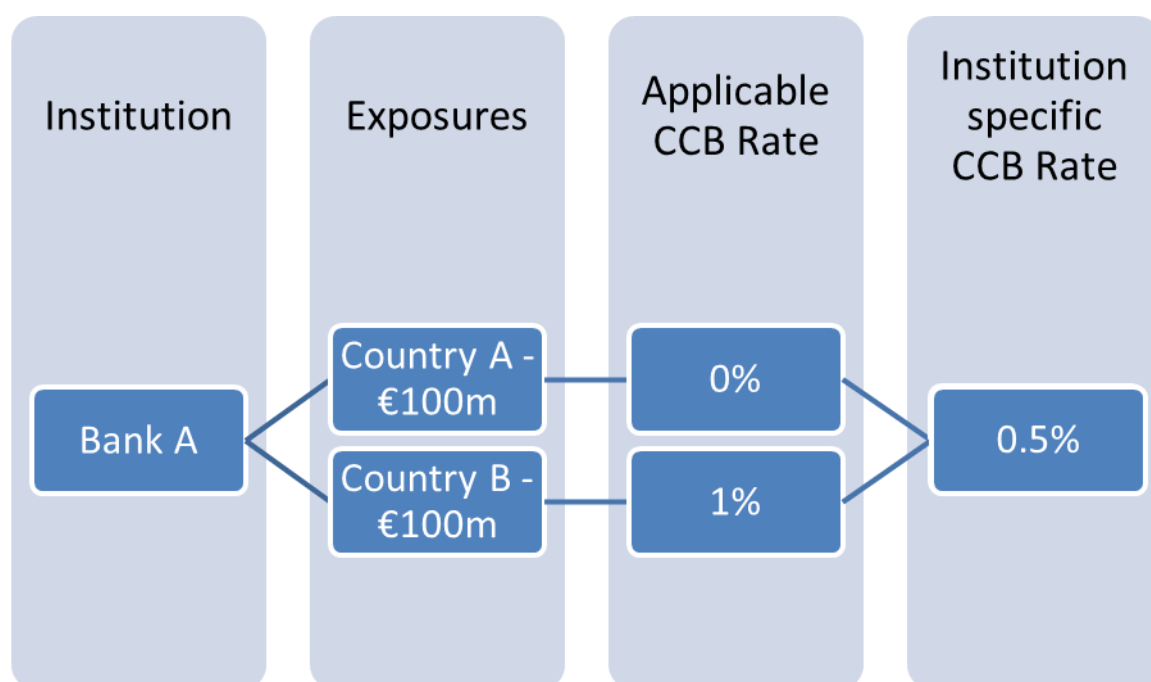 Institution
Exposures
Applicable
CCB Rate
Institution
specific
CCB Rate
Bank A
Country A -
€100m
Country B -
€100m
0%
1%
0.5%